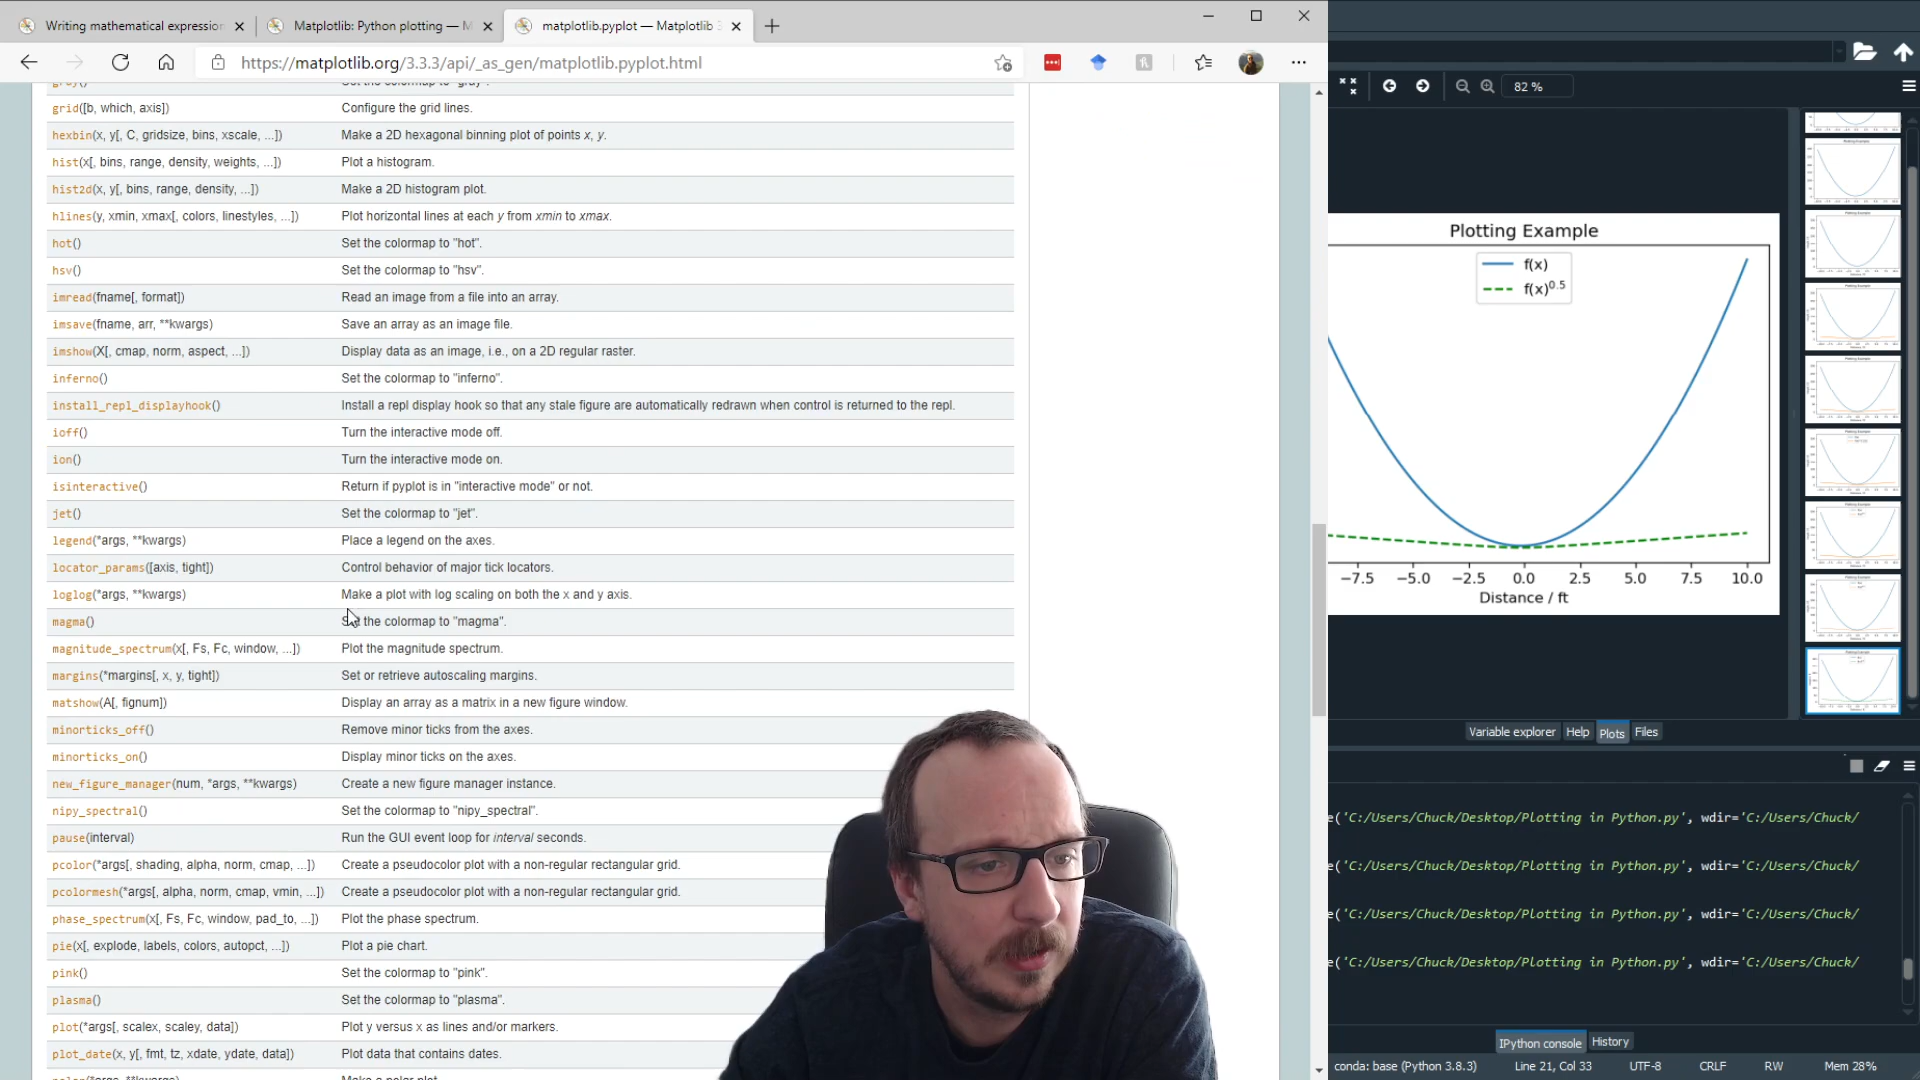 Writing mathematical expression
Matplotlib: Python plotting — M
matplotlib.pyplot — Matplotlib 3
https://matplotlib.org/3.3.3/api/_as_gen/matplotlib.pyplot.html
gray() Set the colormap to "gray".
grid([b, which, axis]) Configure the grid lines.
hexbin(x, y[, C, gridsize, bins, xscale, ...]) Make a 2D hexagonal binning plot of points x, y.
hist(x[, bins, range, density, weights, ...]) Plot a histogram.
hist2d(x, y[, bins, range, density, ...]) Make a 2D histogram plot.
hlines(y, xmin, xmax[, colors, linestyles, ...]) Plot horizontal lines at each y from xmin to xmax.
hot() Set the colormap to "hot".
hsv() Set the colormap to "hsv".
imread(fname[, format]) Read an image from a file into an array.
imsave(fname, arr, **kwargs) Save an array as an image file.
imshow(X[, cmap, norm, aspect, ...]) Display data as an image, i.e., on a 2D regular raster.
inferno() Set the colormap to "inferno".
install_repl_displayhook() Install a repl display hook so that any stale figure are automatically redrawn when control is returned to the repl.
ioff() Turn the interactive mode off.
ion() Turn the interactive mode on.
isinteractive() Return if pyplot is in "interactive mode" or not.
jet() Set the colormap to "jet".
legend(*args, **kwargs) Place a legend on the axes.
locator_params([axis, tight]) Control behavior of major tick locators.
loglog(*args, **kwargs) Make a plot with log scaling on both the x and y axis.
magma() Set the colormap to "magma".
magnitude_spectrum(x[, Fs, Fc, window, ...]) Plot the magnitude spectrum.
margins(*margins[, x, y, tight]) Set or retrieve autoscaling margins.
matshow(A[, fignum]) Display an array as a matrix in a new figure window.
minorticks_off() Remove minor ticks from the axes.
minorticks_on() Display minor ticks on the axes.
new_figure_manager(num, *args, **kwargs) Create a new figure manager instance.
nipy_spectral() Set the colormap to "nipy_spectral".
pause(interval) Run the GUI event loop for interval seconds.
pcolor(*args[, shading, alpha, norm, cmap, ...]) Create a pseudocolor plot with a non-regular rectangular grid.
pcolormesh(*args[, alpha, norm, cmap, vmin, ...]) Create a pseudocolor plot with a non-regular rectangular grid.
phase_spectrum(x[, Fs, Fc, window, pad_to, ...]) Plot the phase spectrum.
pie(x[, explode, labels, colors, autopct, ...]) Plot a pie chart.
pink() Set the colormap to "pink".
plasma() Set the colormap to "plasma".
plot(*args[, scalex, scaley, data]) Plot y versus x as lines and/or markers.
plot_date(x, y[, fmt, tz, xdate, ydate, data]) Plot data that contains dates.
polar(*args, **kwargs) Make a polar plot.
82 %
Plotting Example
f(x)
f(x)^0.5
−7.5 −5.0 −2.5 0.0 2.5 5.0 7.5 10.0
Distance / ft
Variable explorer Help Plots Files
e('C:/Users/Chuck/Desktop/Plotting in Python.py', wdir='C:/Users/Chuck/
e('C:/Users/Chuck/Desktop/Plotting in Python.py', wdir='C:/Users/Chuck/
e('C:/Users/Chuck/Desktop/Plotting in Python.py', wdir='C:/Users/Chuck/
e('C:/Users/Chuck/Desktop/Plotting in Python.py', wdir='C:/Users/Chuck/
IPython console History
conda: base (Python 3.8.3) Line 21, Col 33 UTF-8 CRLF RW Mem 28%